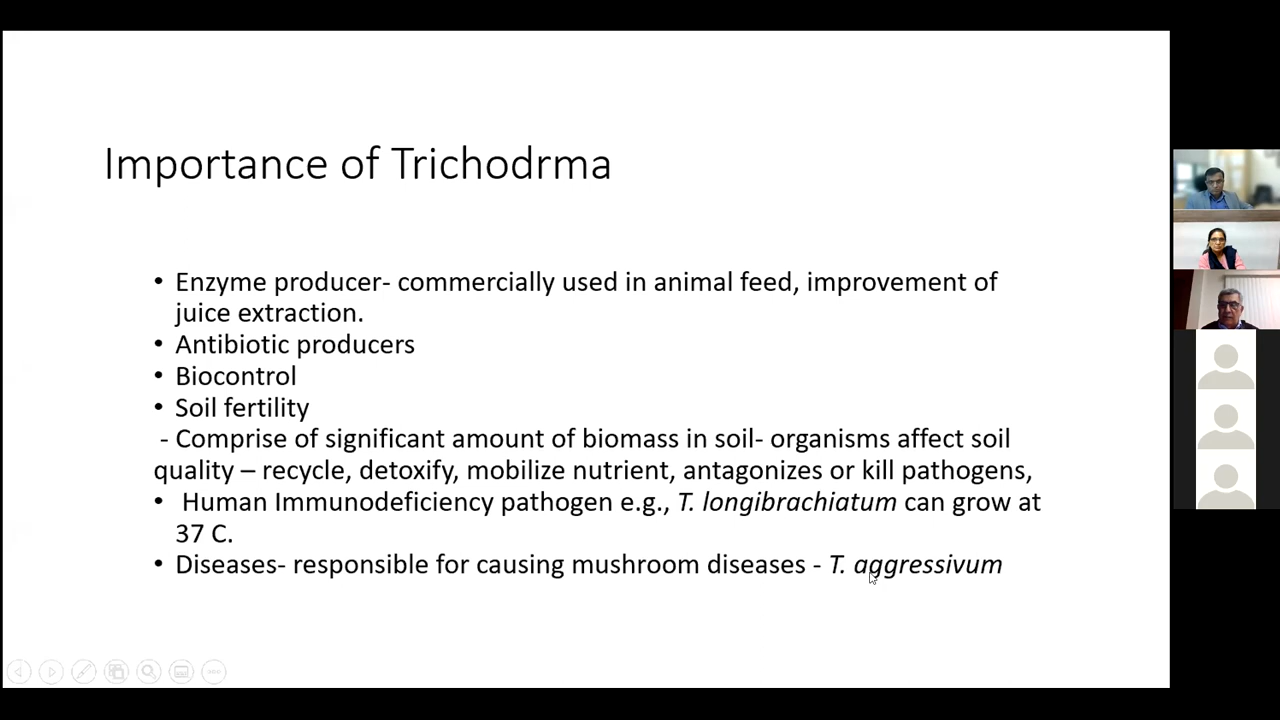 Importance of Trichodrma
• Enzyme producer- commercially used in animal feed, improvement of
juice extraction.
• Antibiotic producers
• Biocontrol
• Soil fertility
- Comprise of significant amount of biomass in soil- organisms affect soil
quality – recycle, detoxify, mobilize nutrient, antagonizes or kill pathogens,
• Human Immunodeficiency pathogen e.g., T. longibrachiatum can grow at
37 C.
• Diseases- responsible for causing mushroom diseases - T. aggressivum